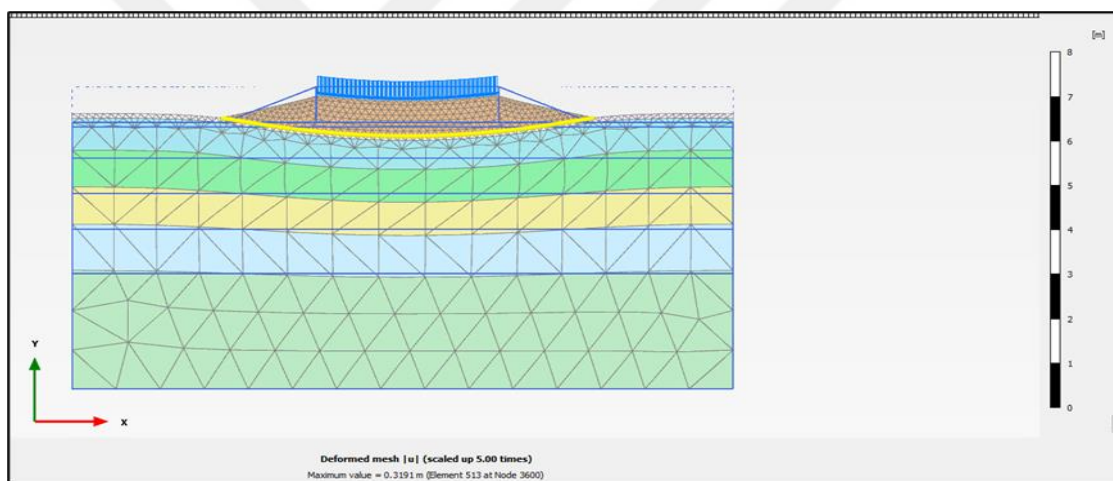 [m]
8
7
6
5
4
3
2
1
0
Y
X
Deformed mesh |u| (scaled up 5.00 times)
Maximum value = 0.3191 m (Element 513 at Node 3600)